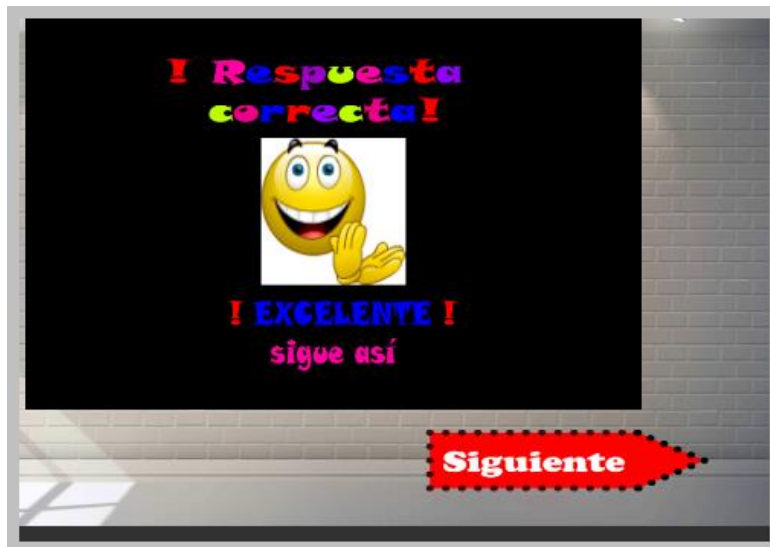 ! Respuesta
correcta!
! EXCELENTE !
sigue así
Siguiente